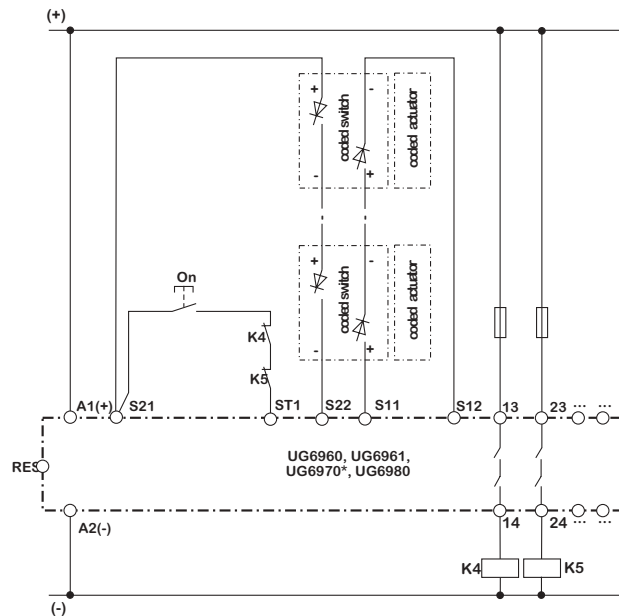 (+)
+
-
coded switch
coded actuator
-
+
+
-
coded switch
coded actuator
-
+
On
K4
K5
A1(+)
S21
ST1
S22
S11
S12
13
23
...
...
RES
UG6960, UG6961,
UG6970*, UG6980
A2(-)
14
24
...
...
K4
K5
(-)